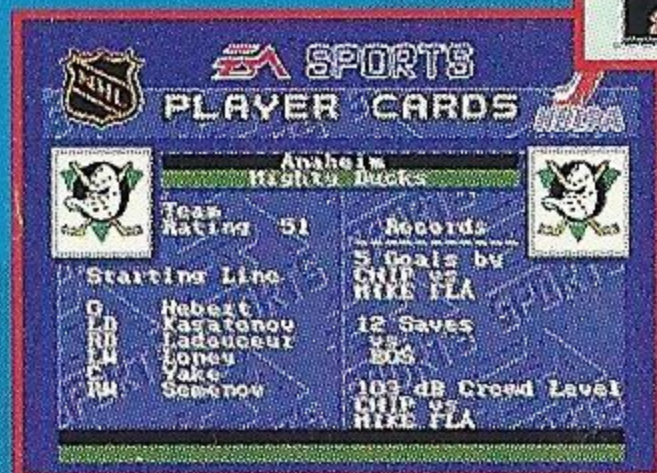 NHL
EA SPORTS
PLAYER CARDS
NHLPA
Anaheim
Mighty Ducks
Team
Rating 51
Starting Line
G Hebert
LD Kasatonov
RD Ladouceur
LW Loney
C Yake
RW Semenov
Records
5 Goals by
CHIP vs
MIKE FLA
12 Saves
vs.
BOS
103 dB Crowd Level
CHIP vs
MIKE FLA